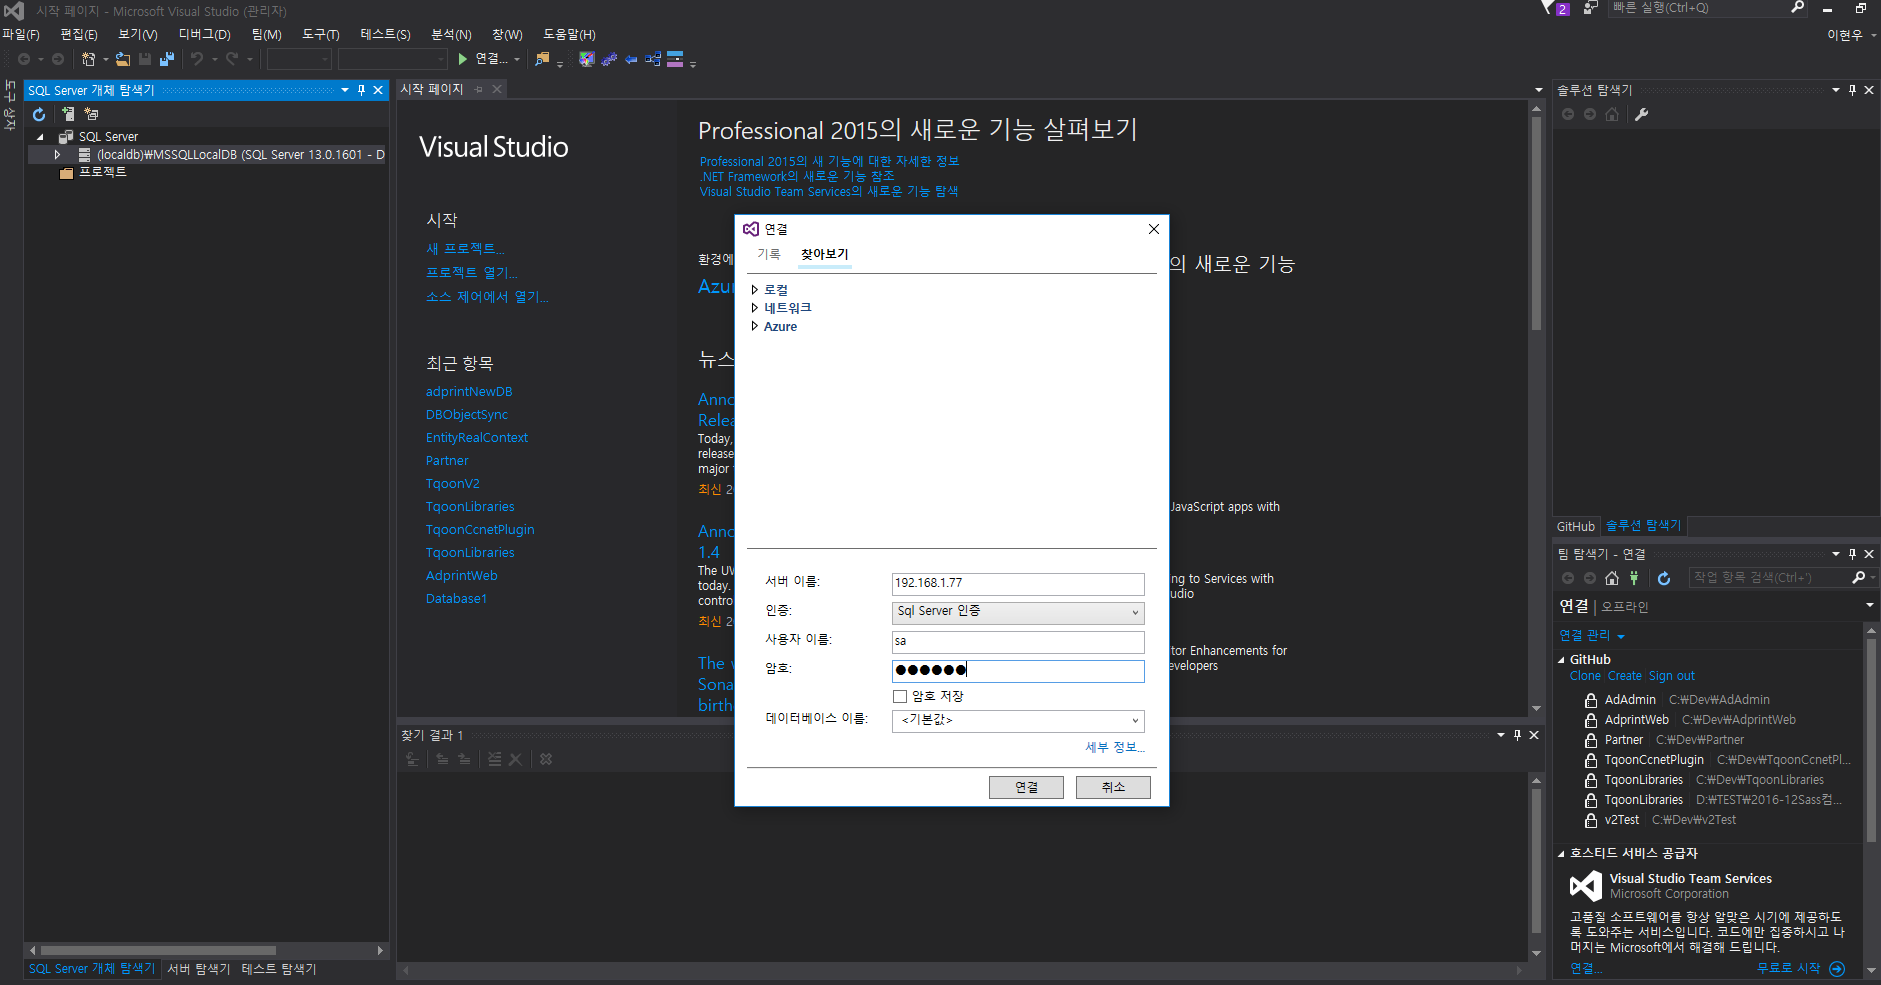 시작 페이지 - Microsoft Visual Studio (관리자)
2
빠른 실행(Ctrl+Q)
파일(F) 편집(E) 보기(V) 디버그(D) 팀(M) 도구(T) 테스트(S) 분석(N) 창(W) 도움말(H)
이현우
연결...
도구 상자
SQL Server 개체 탐색기
SQL Server
(localdb)₩MSSQLLocalDB (SQL Server 13.0.1601 - D
프로젝트
SQL Server 개체 탐색기 서버 탐색기 테스트 탐색기
시작 페이지
Visual Studio
시작
새 프로젝트...
프로젝트 열기...
소스 제어에서 열기...
최근 항목
adprintNewDB
DBObjectSync
EntityRealContext
Partner
TqoonV2
TqoonLibraries
TqoonCcnetPlugin
TqoonLibraries
AdprintWeb
Database1
Professional 2015의 새로운 기능 살펴보기
Professional 2015의 새 기능에 대한 자세한 정보
.NET Framework의 새로운 기능 참조
Visual Studio Team Services의 새로운 기능 탐색
환경에
의 새로운 기능
Azu
뉴스
Anno
Relea
Today,
release
major
JavaScript apps with
최신 2
Anno
1.4
The UW
today.
contro
ing to Services with
udio
최신 2
The
Sona
birth
tor Enhancements for
evelopers
연결
기록 찾아보기
로컬
네트워크
Azure
서버 이름: 192.168.1.77
인증: Sql Server 인증
사용자 이름: sa
암호: ●●●●●●
암호 저장
데이터베이스 이름: <기본값>
세부 정보...
연결 취소
찾기 결과 1
솔루션 탐색기
GitHub 솔루션 탐색기
팀 탐색기 - 연결
작업 항목 검색(Ctrl+')
연결 | 오프라인
연결 관리
GitHub
Clone Create Sign out
AdAdmin C:₩Dev₩AdAdmin
AdprintWeb C:₩Dev₩AdprintWeb
Partner C:₩Dev₩Partner
TqoonCcnetPlugin C:₩Dev₩TqoonCcnetPl...
TqoonLibraries C:₩Dev₩TqoonLibraries
TqoonLibraries D:₩TEST₩2016-12Sass컴...
v2Test C:₩Dev₩v2Test
호스티드 서비스 공급자
Visual Studio Team Services
Microsoft Corporation
고품질 소프트웨어를 항상 알맞은 시기에 제공하도
록 도와주는 서비스입니다. 코드에만 집중하시고 나
머지는 Microsoft에서 해결해 드립니다.
연결... 무료로 시작